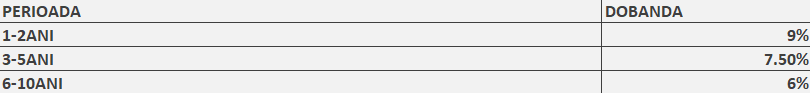 PERIOADA DOBANDA
1-2ANI 9%
3-5ANI 7.50%
6-10ANI 6%